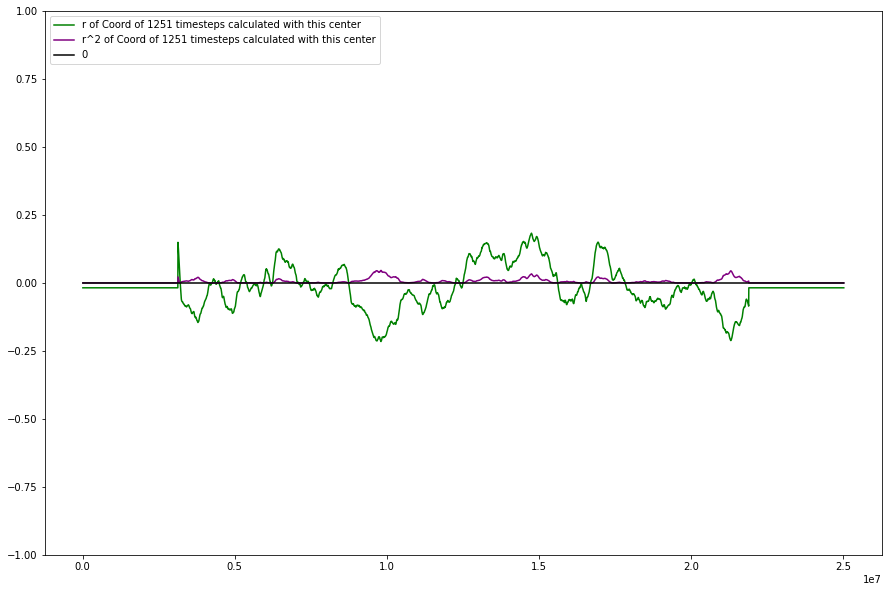 r of Coord of 1251 timesteps calculated with this center
r^2 of Coord of 1251 timesteps calculated with this center
0
1.00
0.75
0.50
0.25
0.00
−0.25
−0.50
−0.75
−1.00
0.0 0.5 1.0 1.5 2.0 2.5
1e7